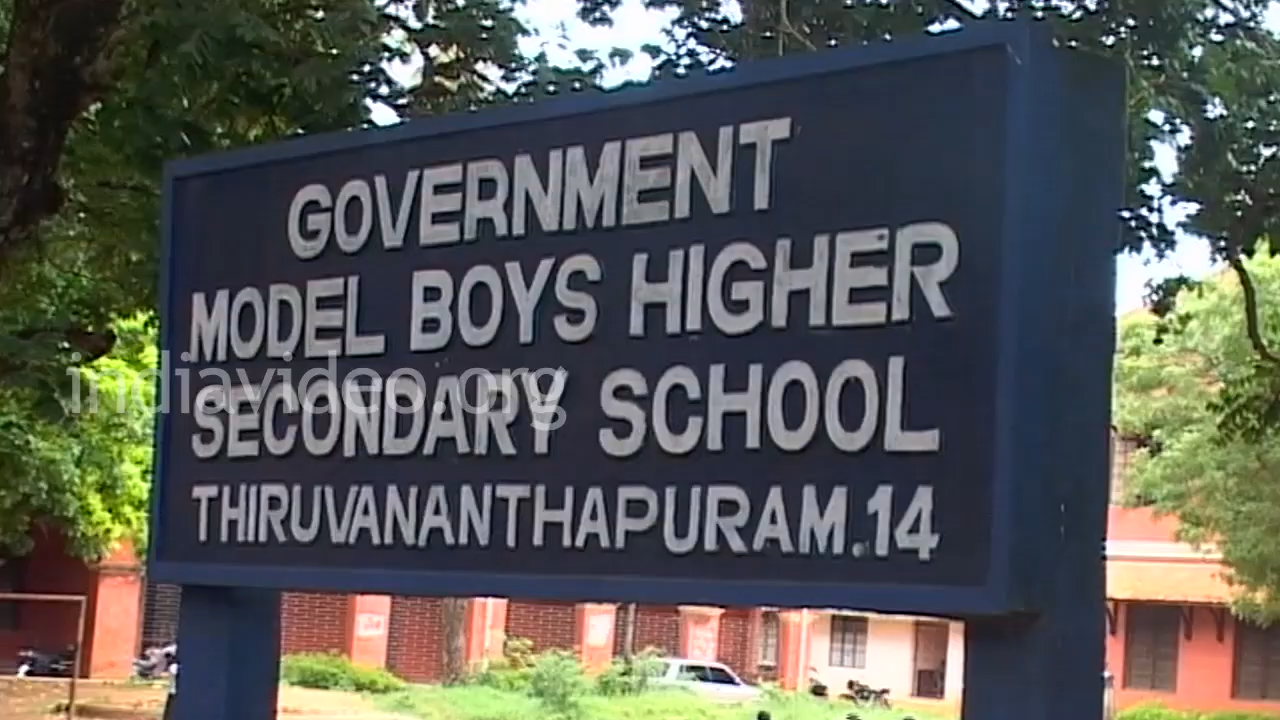 GOVERNMENT
MODEL BOYS HIGHER
SECONDARY SCHOOL
THIRUVANANTHAPURAM.14
indiavideo.org